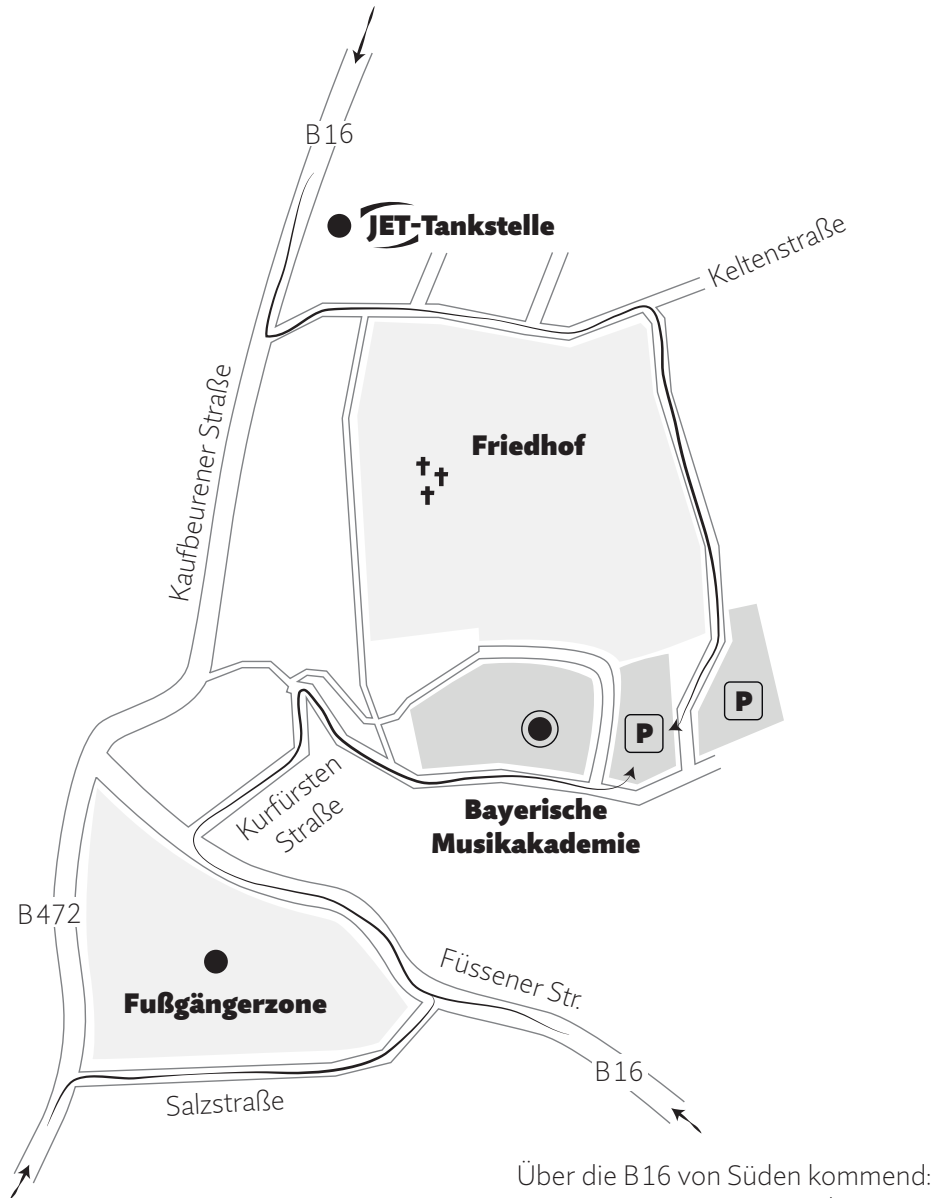 B16
JET-Tankstelle
Keltenstraße
Kaufbeurener Straße
Friedhof
P
P
Kurfürsten
Straße
Bayerische
Musikakademie
B472
Füssener Str.
Fußgängerzone
B16
Salzstraße
Über die B16 von Süden kommend: